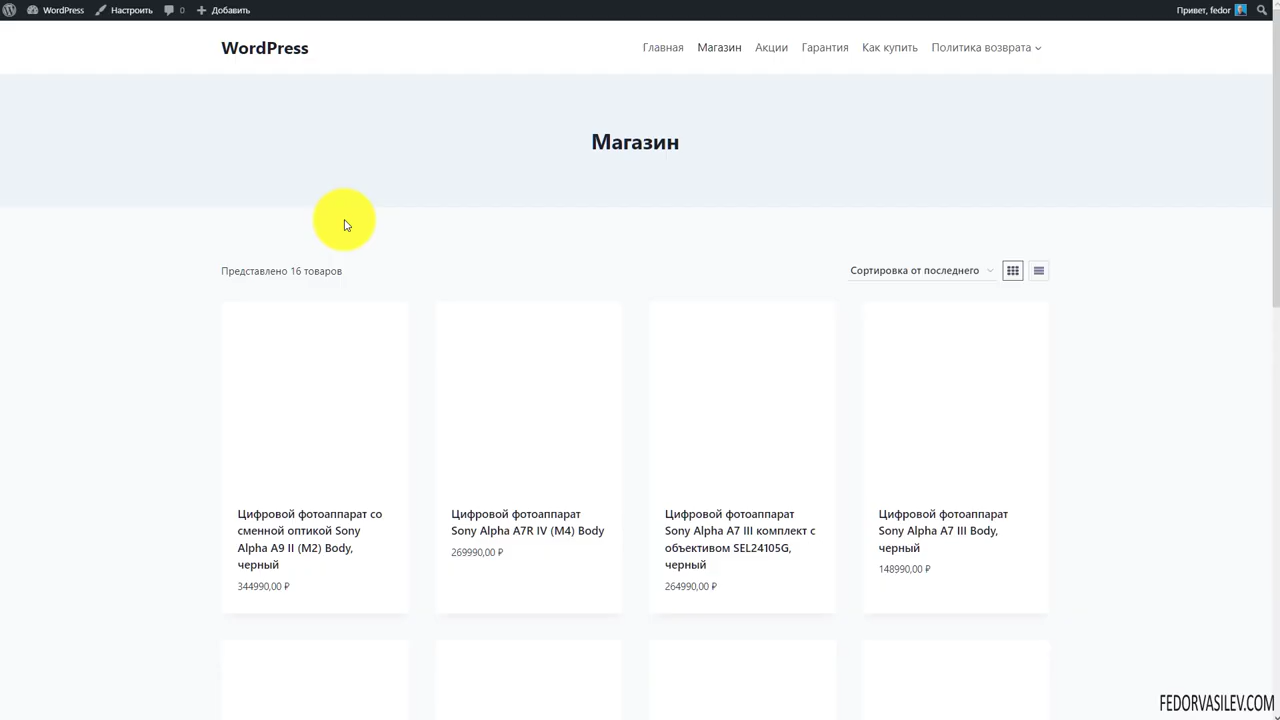 WordPress 0 Добавить Настроить Привет, fedor
WordPress
Главная Магазин Акции Гарантия Как купить Политика возврата
Магазин
Представлено 16 товаров
Сортировка от последнего
Цифровой фотоаппарат со
сменной оптикой Sony
Alpha A9 II (M2) Body,
черный
344990,00 ₽
Цифровой фотоаппарат
Sony Alpha A7R IV (M4) Body
269990,00 ₽
Цифровой фотоаппарат
Sony Alpha A7 III комплект с
объективом SEL24105G,
черный
264990,00 ₽
Цифровой фотоаппарат
Sony Alpha A7 III Body,
черный
148990,00 ₽
FEDORVASILEV.COM